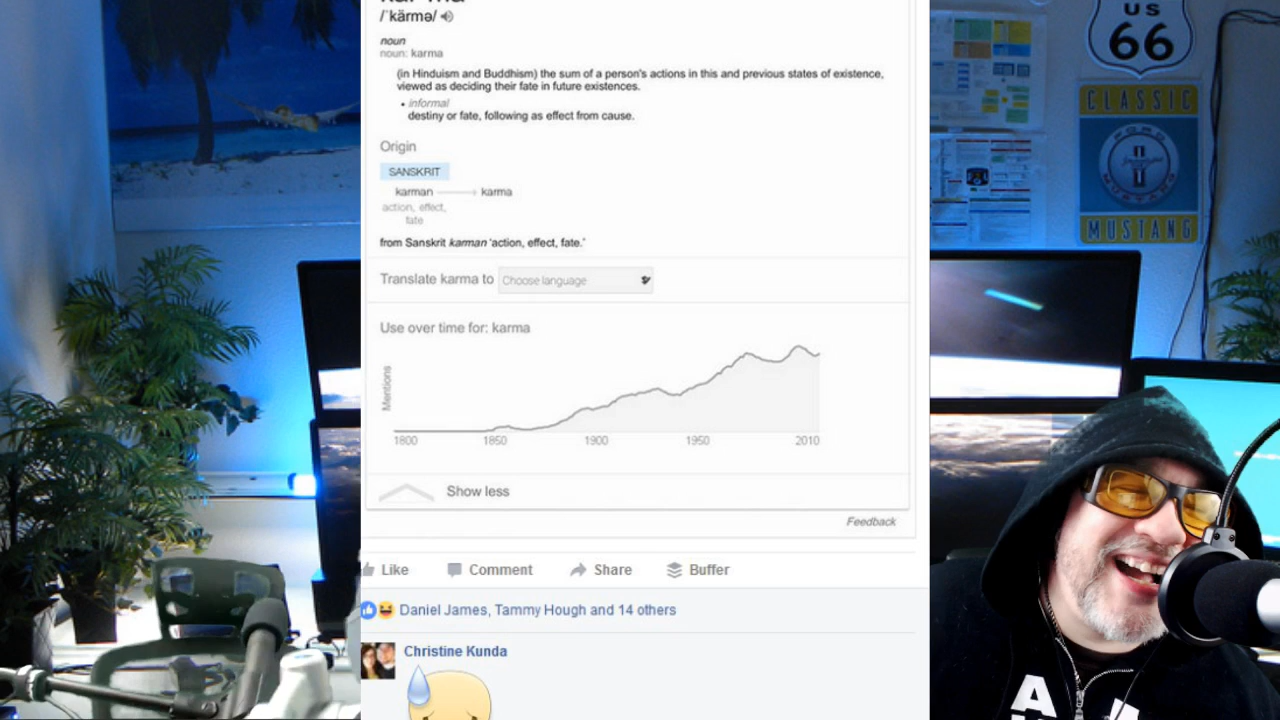 /ˈkärmə/
noun
noun: karma
(in Hinduism and Buddhism) the sum of a person's actions in this and previous states of existence,
viewed as deciding their fate in future existences.
• informal
destiny or fate, following as effect from cause.
Origin
SANSKRIT
karman karma
action, effect,
fate
from Sanskrit karman 'action, effect, fate.'
Translate karma to Choose language
Use over time for: karma
Mentions
1800 1850 1900 1950 2010
Show less
Feedback
Like Comment Share Buffer
Daniel James, Tammy Hough and 14 others
Christine Kunda
US
66
CLASSIC
FORD
MUSTANG
MUSTANG
A